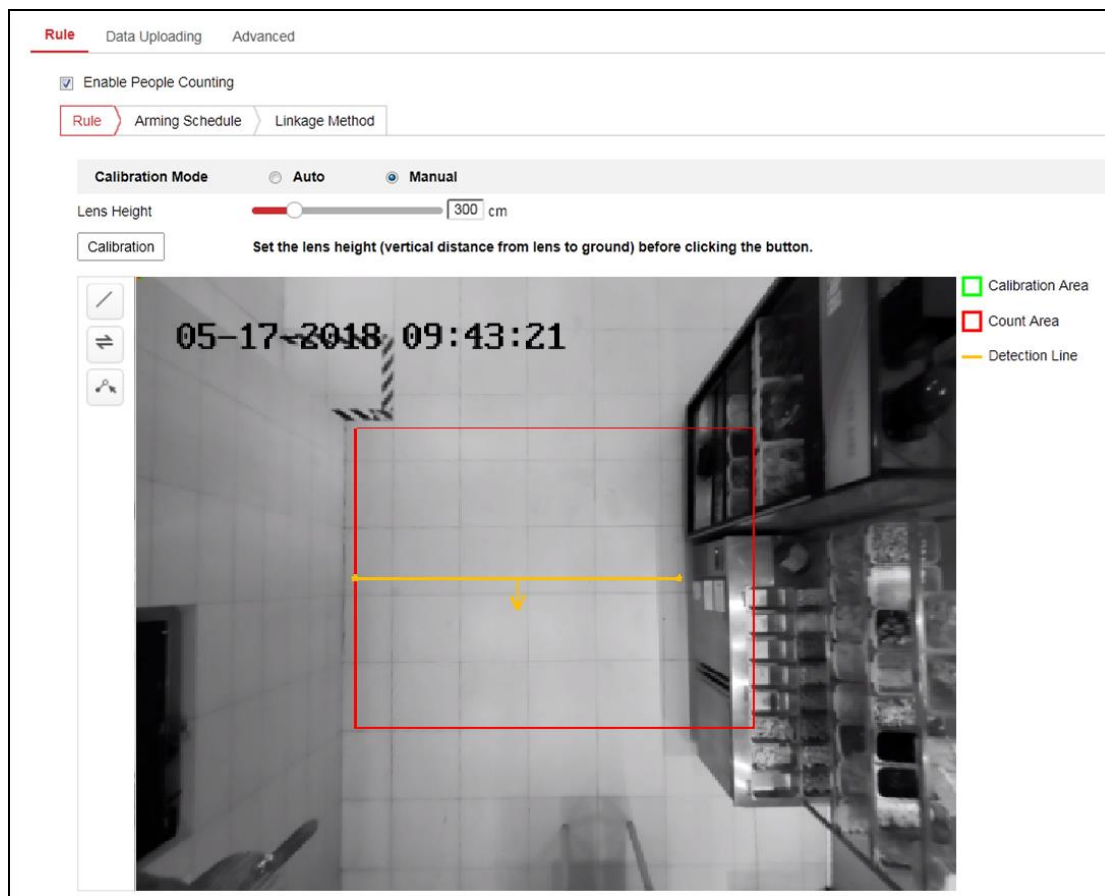 Rule Data Uploading Advanced
Enable People Counting
Rule Arming Schedule Linkage Method
Calibration Mode Auto Manual
Lens Height 300 cm
Calibration Set the lens height (vertical distance from lens to ground) before clicking the button.
Calibration Area
Count Area
Detection Line
05-17-2018 09:43:21